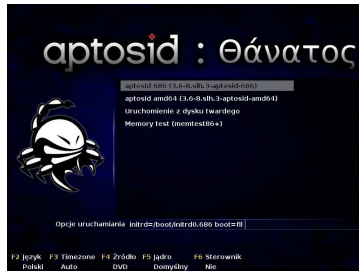 aptosid : Θάνατος
aptosid 686 (3.6-8.slh.3-aptosid-686)
aptosid amd64 (3.6-8.slh.3-aptosid-amd64)
Uruchomienie z dysku twardego
Memory test (memtest86+)
Opcje uruchamiania initrd=/boot/initrd0.686 boot=fll
F2 Język F3 Timezone F4 Źródło F5 Jądro F6 Sterownik
Polski Auto DVD Domyślny Nie